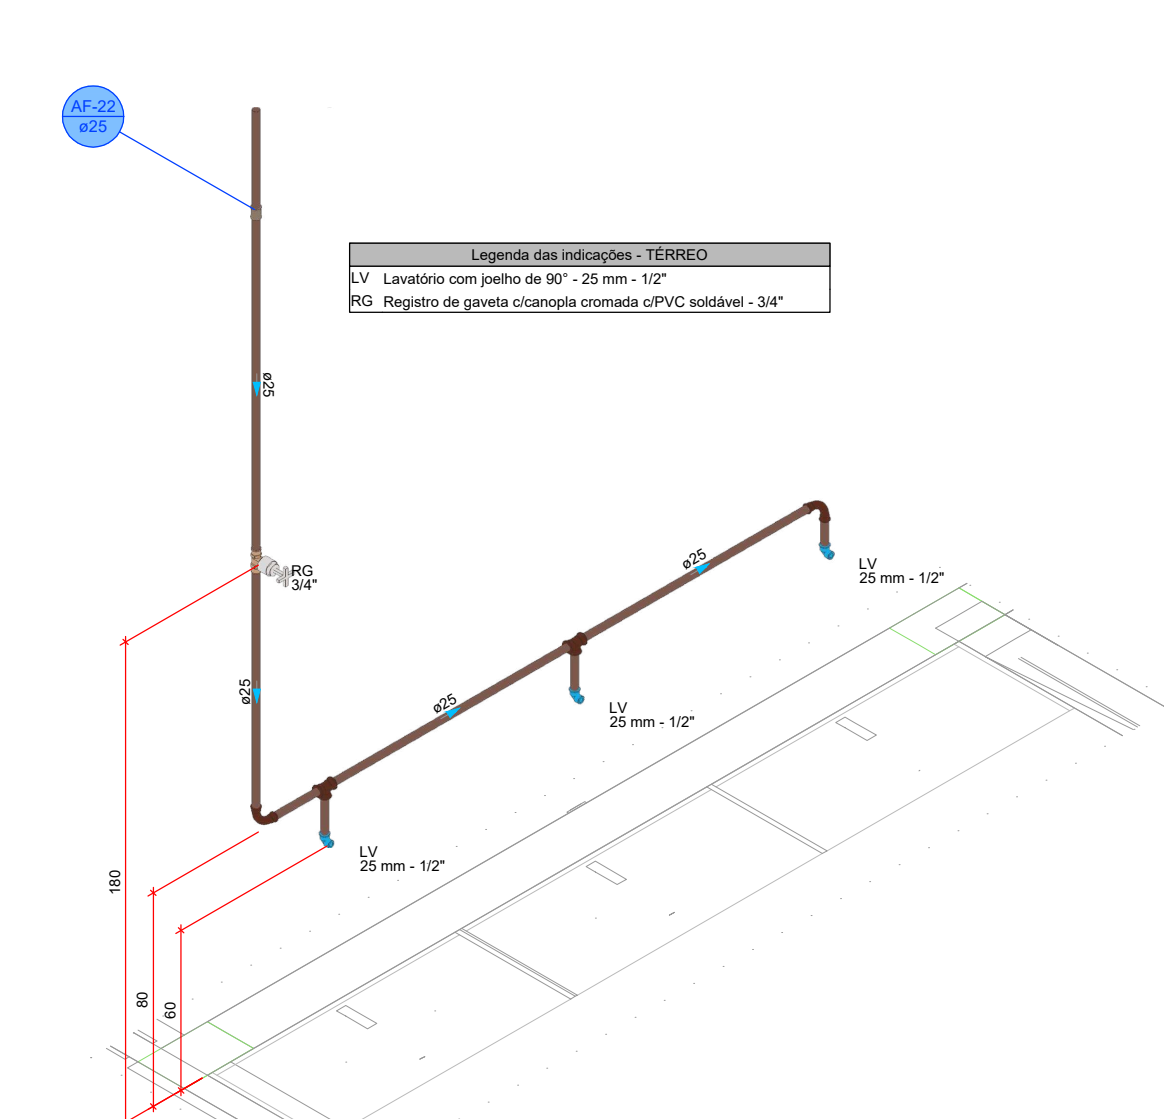 AF-22
ø25
Legenda das indicações - TÉRREO
LV Lavatório com joelho de 90° - 25 mm - 1/2"
RG Registro de gaveta c/canopla cromada c/PVC soldável - 3/4"
ø25
RG
3/4"
ø25
LV
25 mm - 1/2"
ø25
ø25
LV
25 mm - 1/2"
LV
25 mm - 1/2"
180
80
60